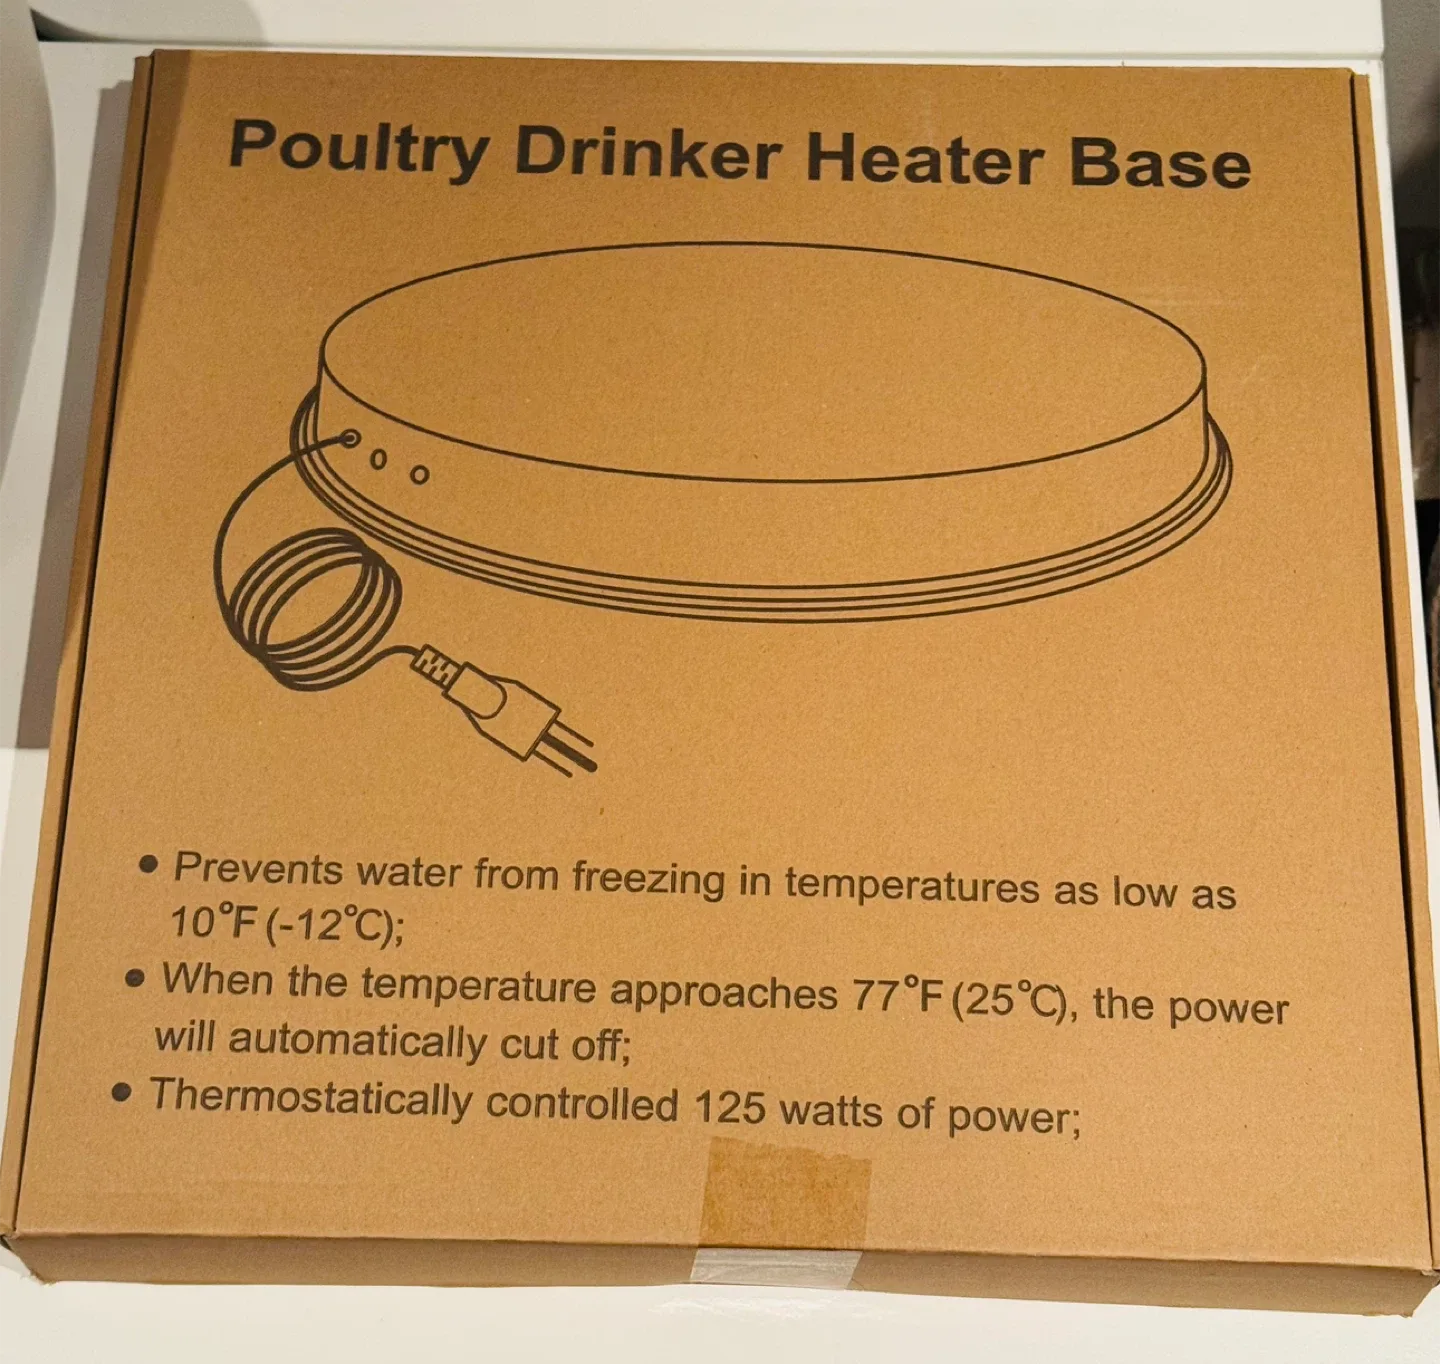 Poultry Drinker Heater Base
● Prevents water from freezing in temperatures as low as
10°F (-12℃);
● When the temperature approaches 77°F (25℃), the power
will automatically cut off;
● Thermostatically controlled 125 watts of power;